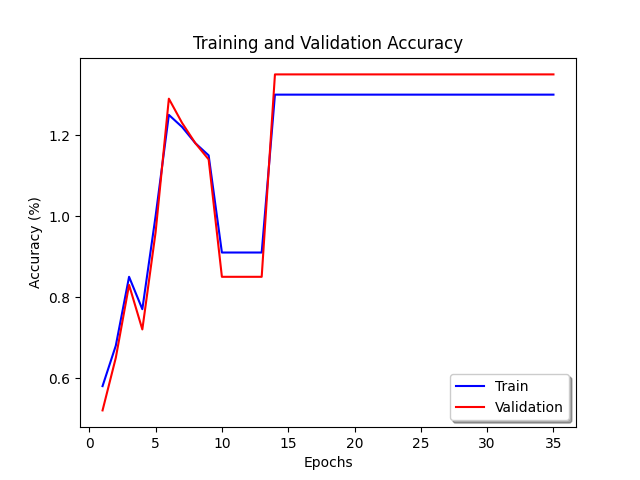 Training and Validation Accuracy
Accuracy (%)
1.2
1.0
0.8
0.6
0 5 10 15 20 25 30 35
Epochs
Train
Validation